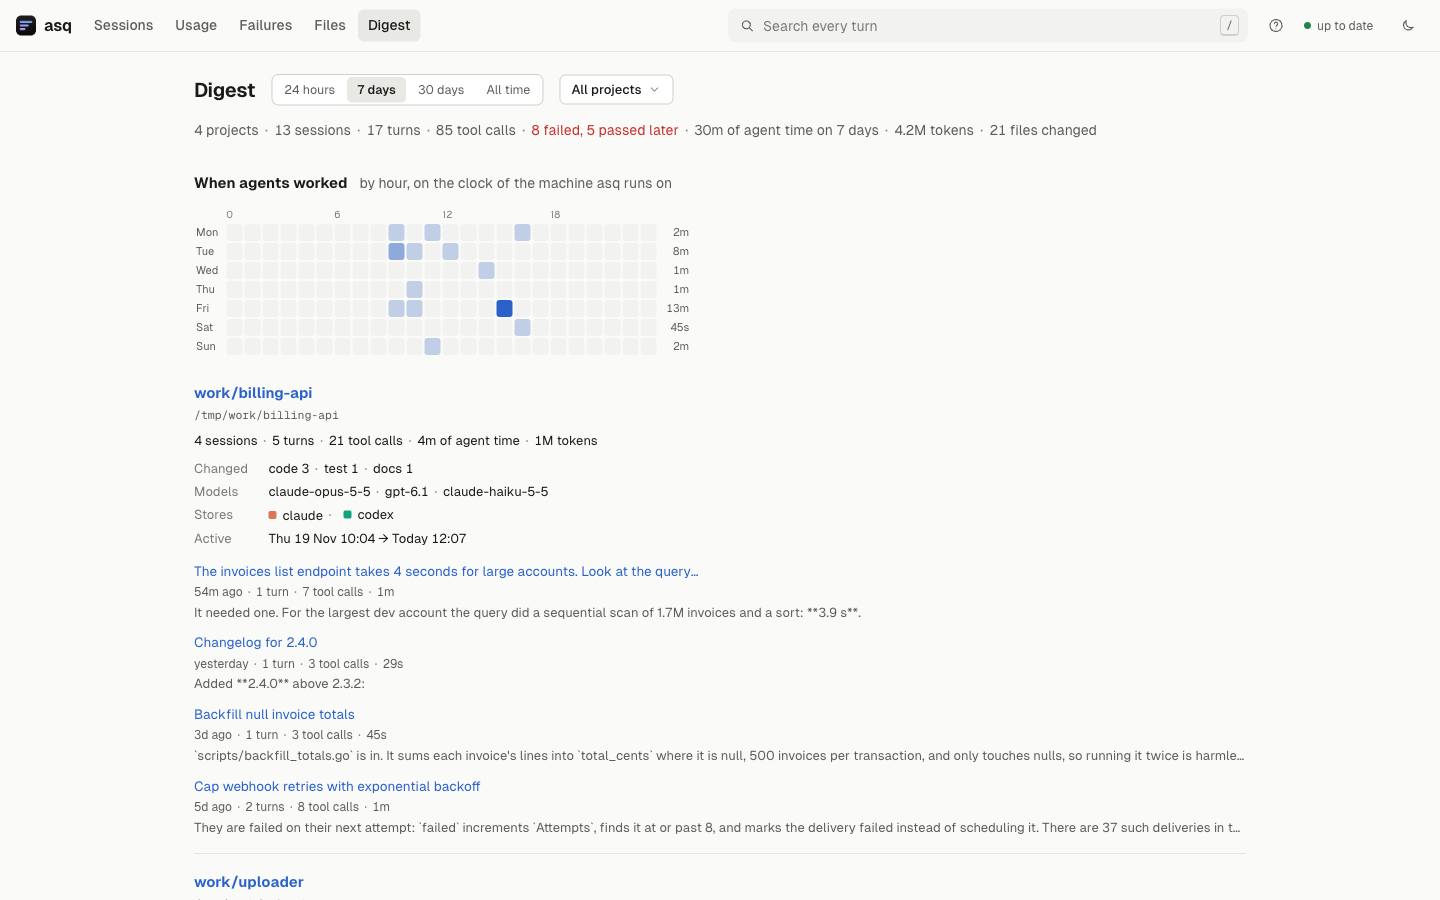 asq Sessions Usage Failures Files Digest Search every turn / up to date
Digest 24 hours 7 days 30 days All time All projects
4 projects · 13 sessions · 17 turns · 85 tool calls · 8 failed, 5 passed later · 30m of agent time on 7 days · 4.2M tokens · 21 files changed
When agents worked by hour, on the clock of the machine asq runs on
0 6 12 18
Mon 2m
Tue 8m
Wed 1m
Thu 1m
Fri 13m
Sat 45s
Sun 2m
work/billing-api
/tmp/work/billing-api
4 sessions · 5 turns · 21 tool calls · 4m of agent time · 1M tokens
Changed code 3 · test 1 · docs 1
Models claude-opus-5-5 · gpt-6.1 · claude-haiku-5-5
Stores claude · codex
Active Thu 19 Nov 10:04 → Today 12:07
The invoices list endpoint takes 4 seconds for large accounts. Look at the query…
54m ago · 1 turn · 7 tool calls · 1m
It needed one. For the largest dev account the query did a sequential scan of 1.7M invoices and a sort: **3.9 s**.
Changelog for 2.4.0
yesterday · 1 turn · 3 tool calls · 29s
Added **2.4.0** above 2.3.2:
Backfill null invoice totals
3d ago · 1 turn · 3 tool calls · 45s
`scripts/backfill_totals.go` is in. It sums each invoice's lines into `total_cents` where it is null, 500 invoices per transaction, and only touches nulls, so running it twice is harmle…
Cap webhook retries with exponential backoff
5d ago · 2 turns · 8 tool calls · 1m
They are failed on their next attempt: `failed` increments `Attempts`, finds it at or past 8, and marks the delivery failed instead of scheduling it. There are 37 such deliveries in t…
work/uploader